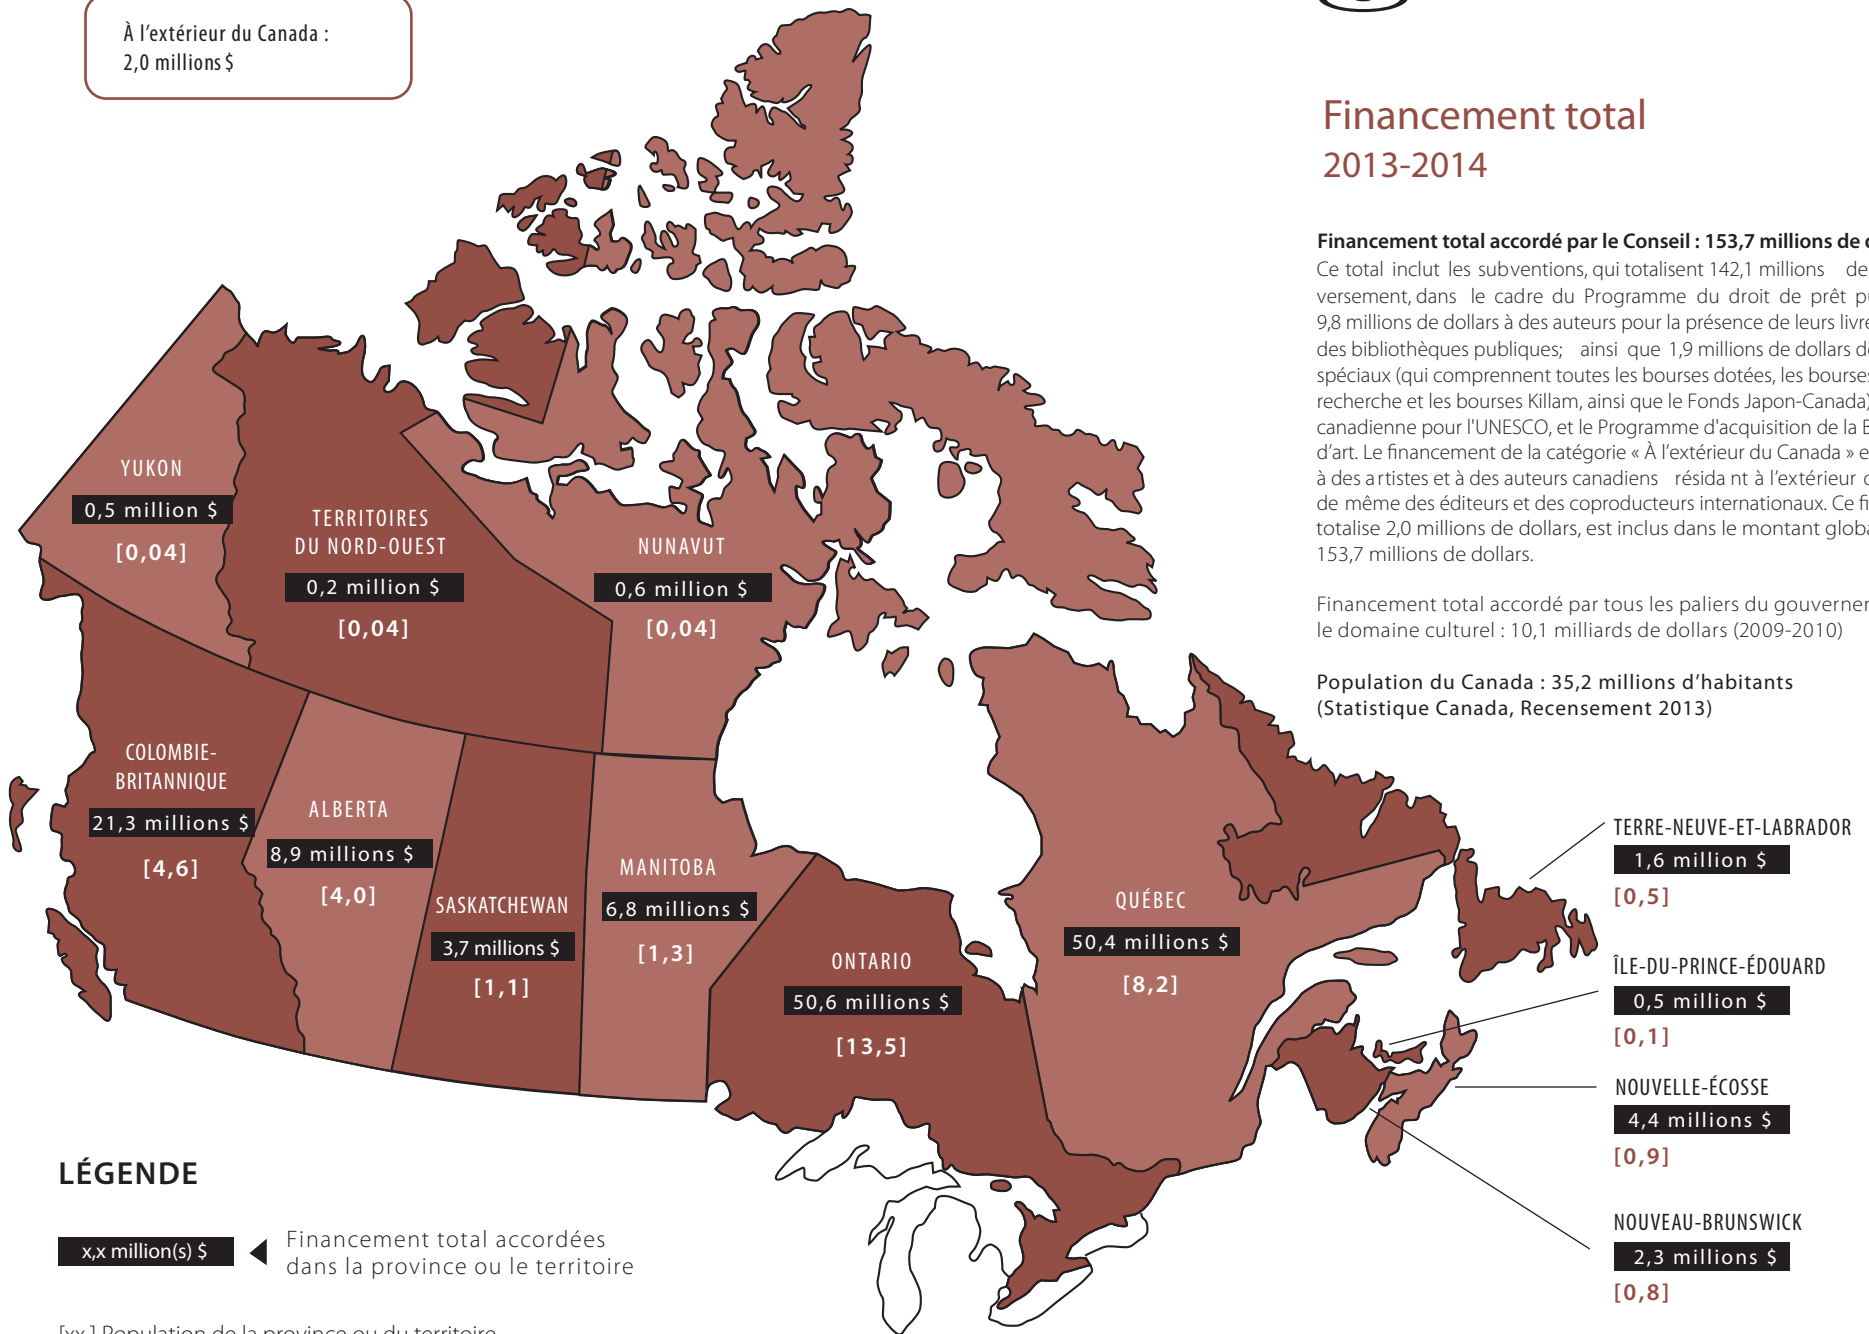 À l'extérieur du Canada :
2,0 millions $
Financement total
2013-2014
Financement total accordé par le Conseil : 153,7 millions de
Ce total inclut les subventions, qui totalisent 142,1 millions de
versement, dans le cadre du Programme du droit de prêt
9,8 millions de dollars à des auteurs pour la présence de leurs
des bibliothèques publiques; ainsi que 1,9 millions de dollars
spéciaux (qui comprennent toutes les bourses dotées, les bourses
recherche et les bourses Killam, ainsi que le Fonds Japon-Canada)
canadienne pour l'UNESCO, et le Programme d'acquisition de la
d'art. Le financement de la catégorie « À l'extérieur du Canada »
à des artistes et à des auteurs canadiens résida nt à l'extérieur
de même des éditeurs et des coproducteurs internationaux. Ce
totalise 2,0 millions de dollars, est inclus dans le montant
153,7 millions de dollars.
Financement total accordé par tous les paliers du
le domaine culturel : 10,1 milliards de dollars (2009-2010)
Population du Canada : 35,2 millions d'habitants
(Statistique Canada, Recensement 2013)
YUKON
0,5 million $
[0,04]
TERRITOIRES
DU NORD-OUEST
0,2 million $
[0,04]
NUNAVUT
0,6 million $
[0,04]
COLOMBIE-
BRITANNIQUE
21,3 millions $
[4,6]
ALBERTA
8,9 millions $
[4,0]
SASKATCHEWAN
3,7 millions $
[1,1]
MANITOBA
6,8 millions $
[1,3]
ONTARIO
50,6 millions $
[13,5]
QUÉBEC
50,4 millions $
[8,2]
TERRE-NEUVE-ET-LABRADOR
1,6 million $
[0,5]
ÎLE-DU-PRINCE-ÉDOUARD
0,5 million $
[0,1]
NOUVELLE-ÉCOSSE
4,4 millions $
[0,9]
NOUVEAU-BRUNSWICK
2,3 millions $
[0,8]
LÉGENDE
x,x million(s) $
Financement total accordées
dans la province ou le territoire
[xx ] Population de la province ou du territoire